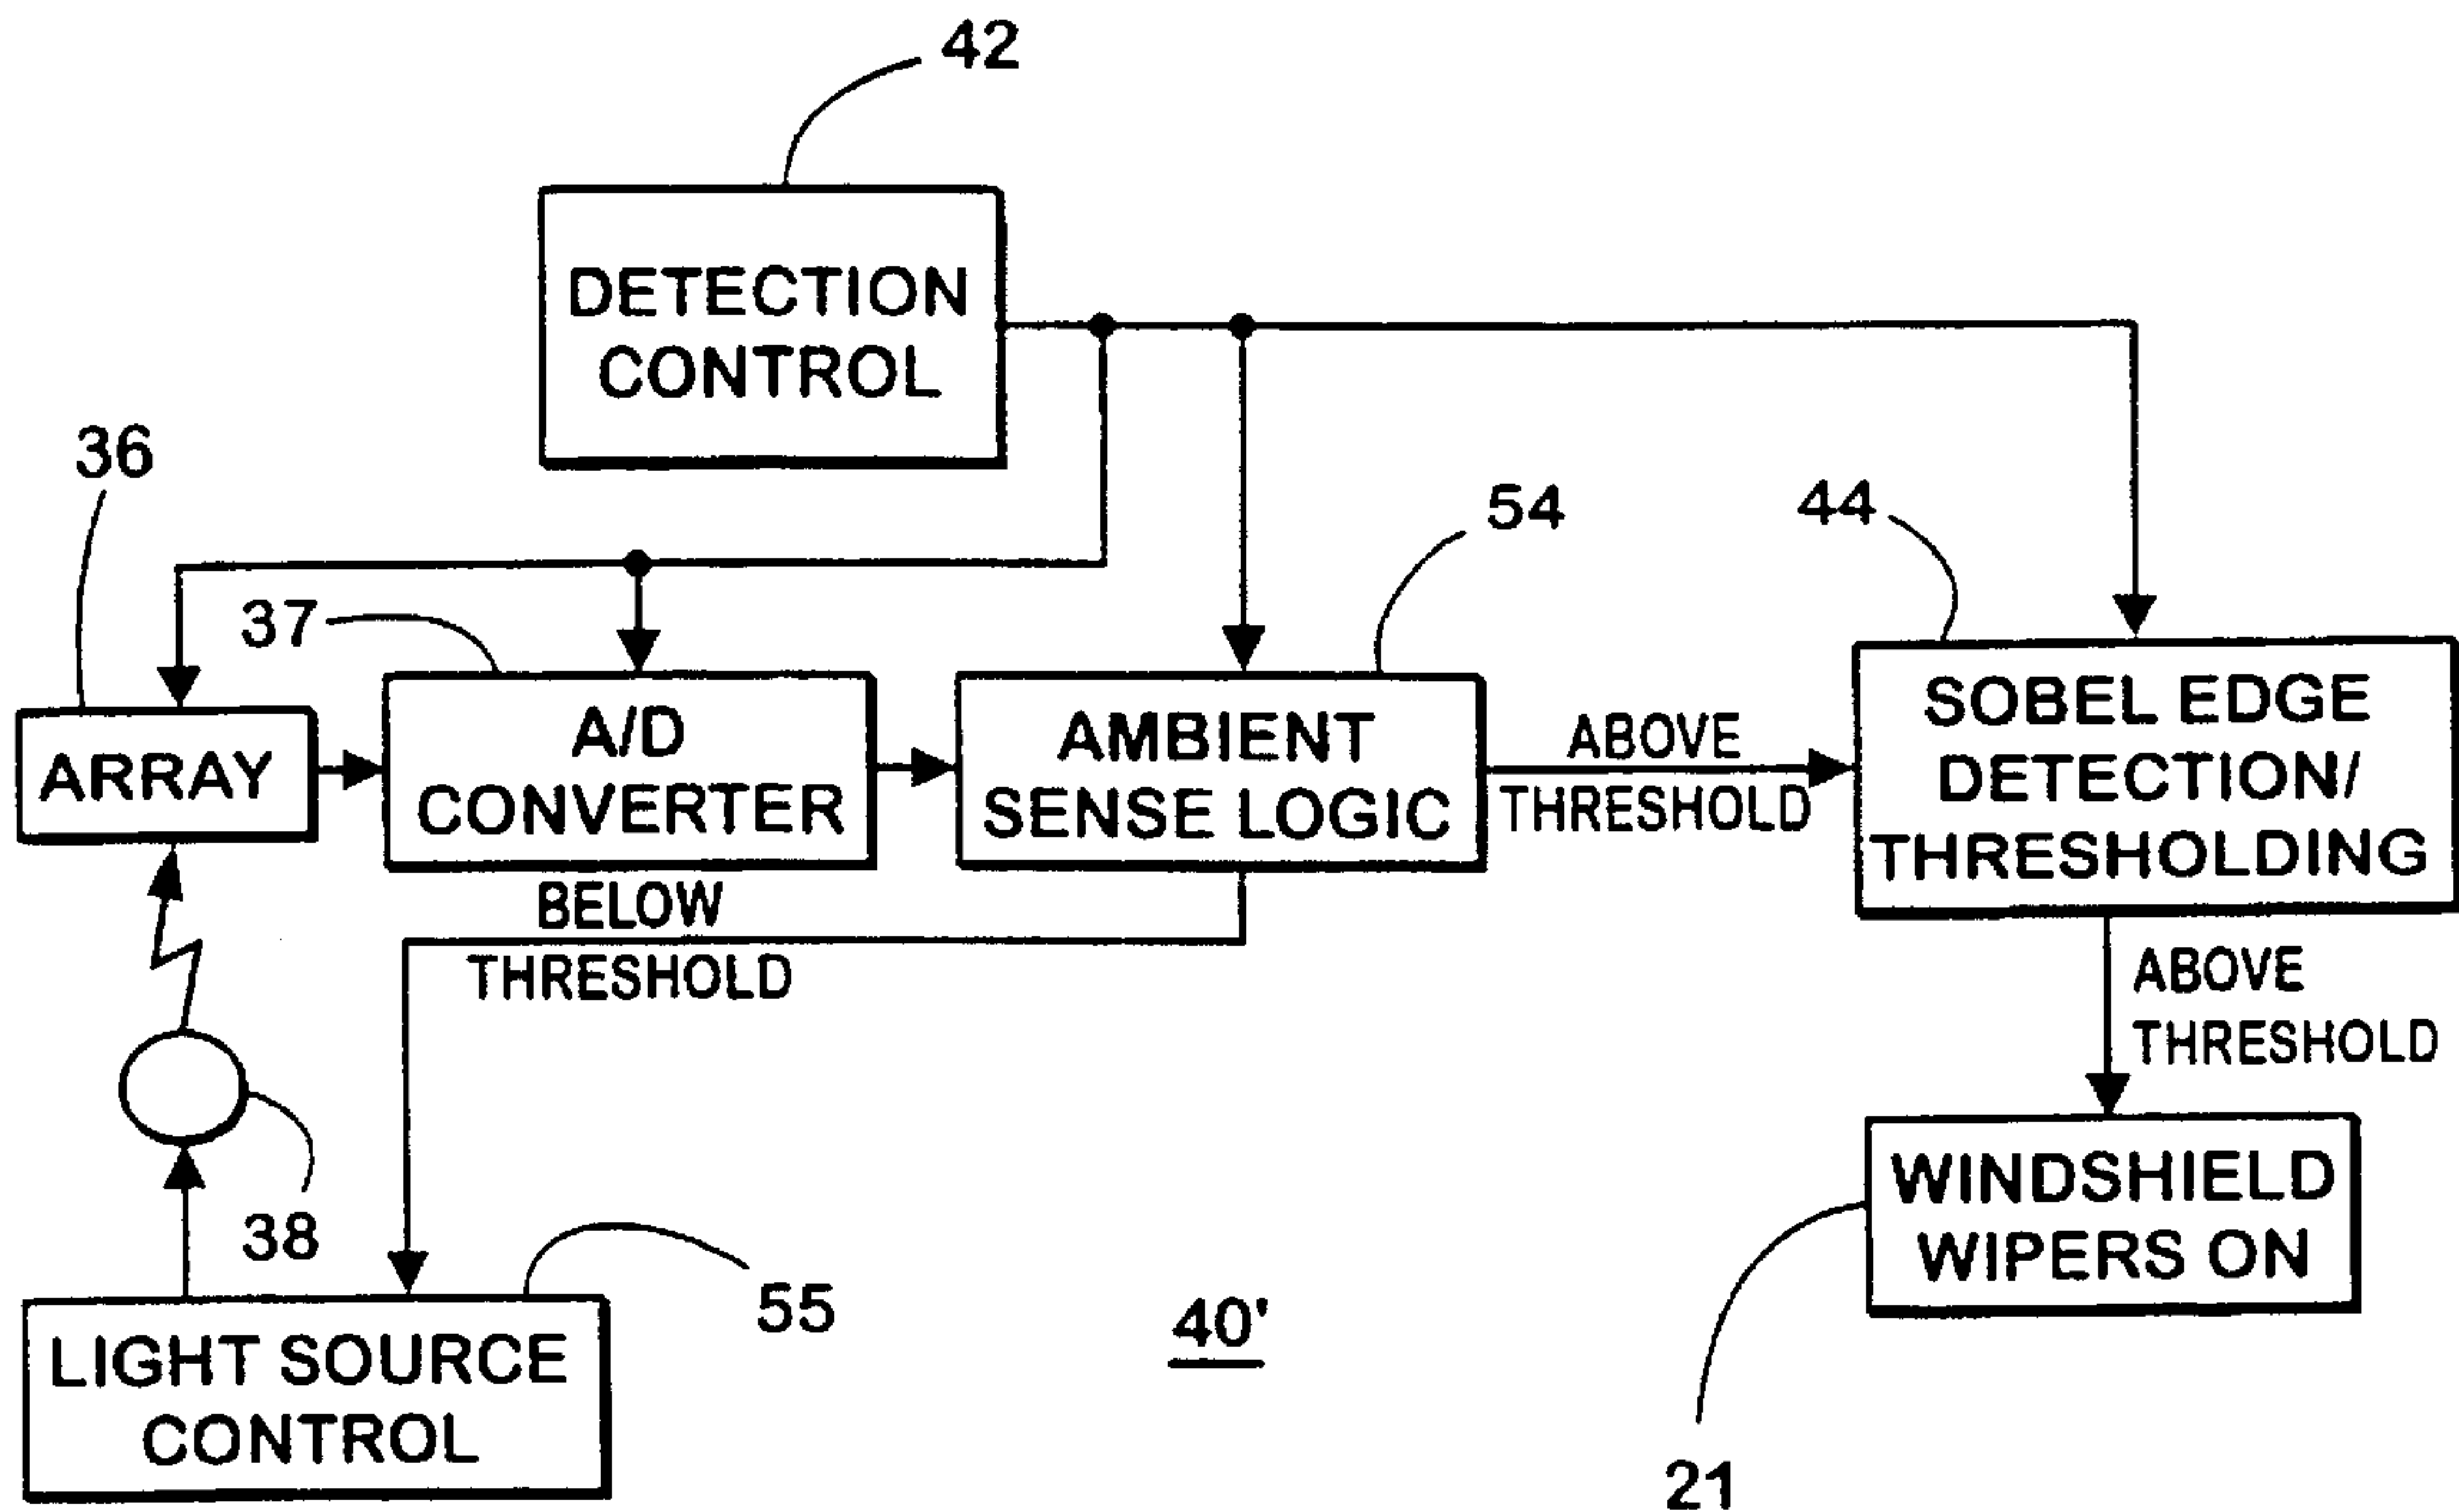 42
DETECTION
CONTROL
36
54
44
37
ARRAY
A/D
CONVERTER
AMBIENT
SENSE LOGIC
ABOVE
THRESHOLD
SOBEL EDGE
DETECTION/
THRESHOLDING
BELOW
THRESHOLD
ABOVE
THRESHOLD
38
WINDSHIELD
WIPERS ON
55
LIGHT SOURCE
CONTROL
40'
21